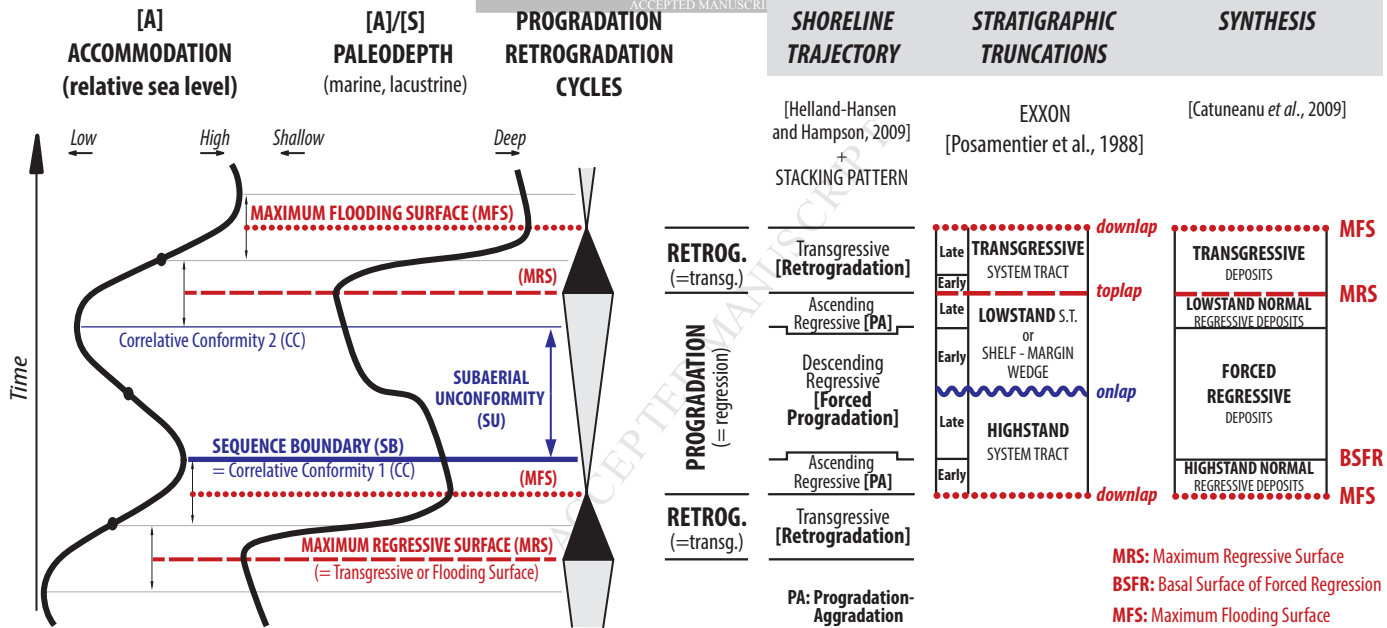 ACCEPTED MANUSCRI
[A]
ACCOMMODATION
(relative sea level)
[A]/[S]
PALEODEPTH
(marine, lacustrine)
PROGRADATION
RETROGRADATION
CYCLES
SHORELINE
TRAJECTORY
STRATIGRAPHIC
TRUNCATIONS
SYNTHESIS
[Helland-Hansen
and Hampson, 2009]
+
STACKING PATTERN
EXXON
[Posamentier et al., 1988]
[Catuneanu et al., 2009]
Low
High
Shallow
Deep
Time
MAXIMUM FLOODING SURFACE (MFS)
(MRS)
Correlative Conformity 2 (CC)
SUBAERIAL
UNCONFORMITY
(SU)
SEQUENCE BOUNDARY (SB)
= Correlative Conformity 1 (CC)
(MFS)
MAXIMUM REGRESSIVE SURFACE (MRS)
(= Transgressive or Flooding Surface)
RETROG.
(=transg.)
PROGRADATION
(= regression)
RETROG.
(=transg.)
Transgressive
[Retrogradation]
Ascending
Regressive [PA]
Descending
Regressive
[Forced
Progradation]
Ascending
Regressive [PA]
Transgressive
[Retrogradation]
PA: Progradation-
Aggradation
Late
Early
Late
Early
Late
Early
TRANSGRESSIVE
SYSTEM TRACT
LOWSTAND S.T.
or
SHELF - MARGIN
WEDGE
HIGHSTAND
SYSTEM TRACT
downlap
toplap
onlap
downlap
TRANSGRESSIVE
DEPOSITS
LOWSTAND NORMAL
REGRESSIVE DEPOSITS
FORCED
REGRESSIVE
DEPOSITS
HIGHSTAND NORMAL
REGRESSIVE DEPOSITS
MFS
MRS
BSFR
MFS
MRS: Maximum Regressive Surface
BSFR: Basal Surface of Forced Regression
MFS: Maximum Flooding Surface
ACCEPTED MANUSCRIPT